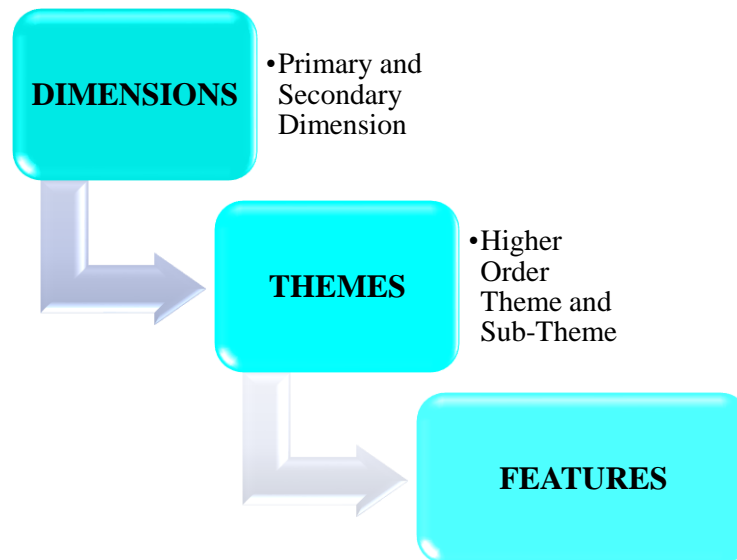 DIMENSIONS
•Primary and
Secondary
Dimension
THEMES
•Higher
Order
Theme and
Sub-Theme
FEATURES